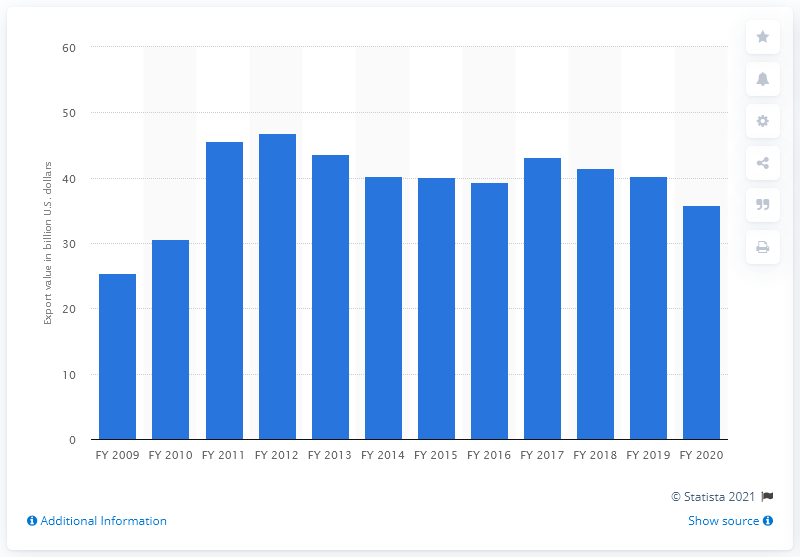 60
50
40
30
20
10
0
Export value in billion U.S. dollars
FY 2009 FY 2010 FY 2011 FY 2012 FY 2013 FY 2014 FY 2015 FY 2016 FY 2017 FY 2018 FY 2019 FY 2020
© Statista 2021
Additional Information
Show source